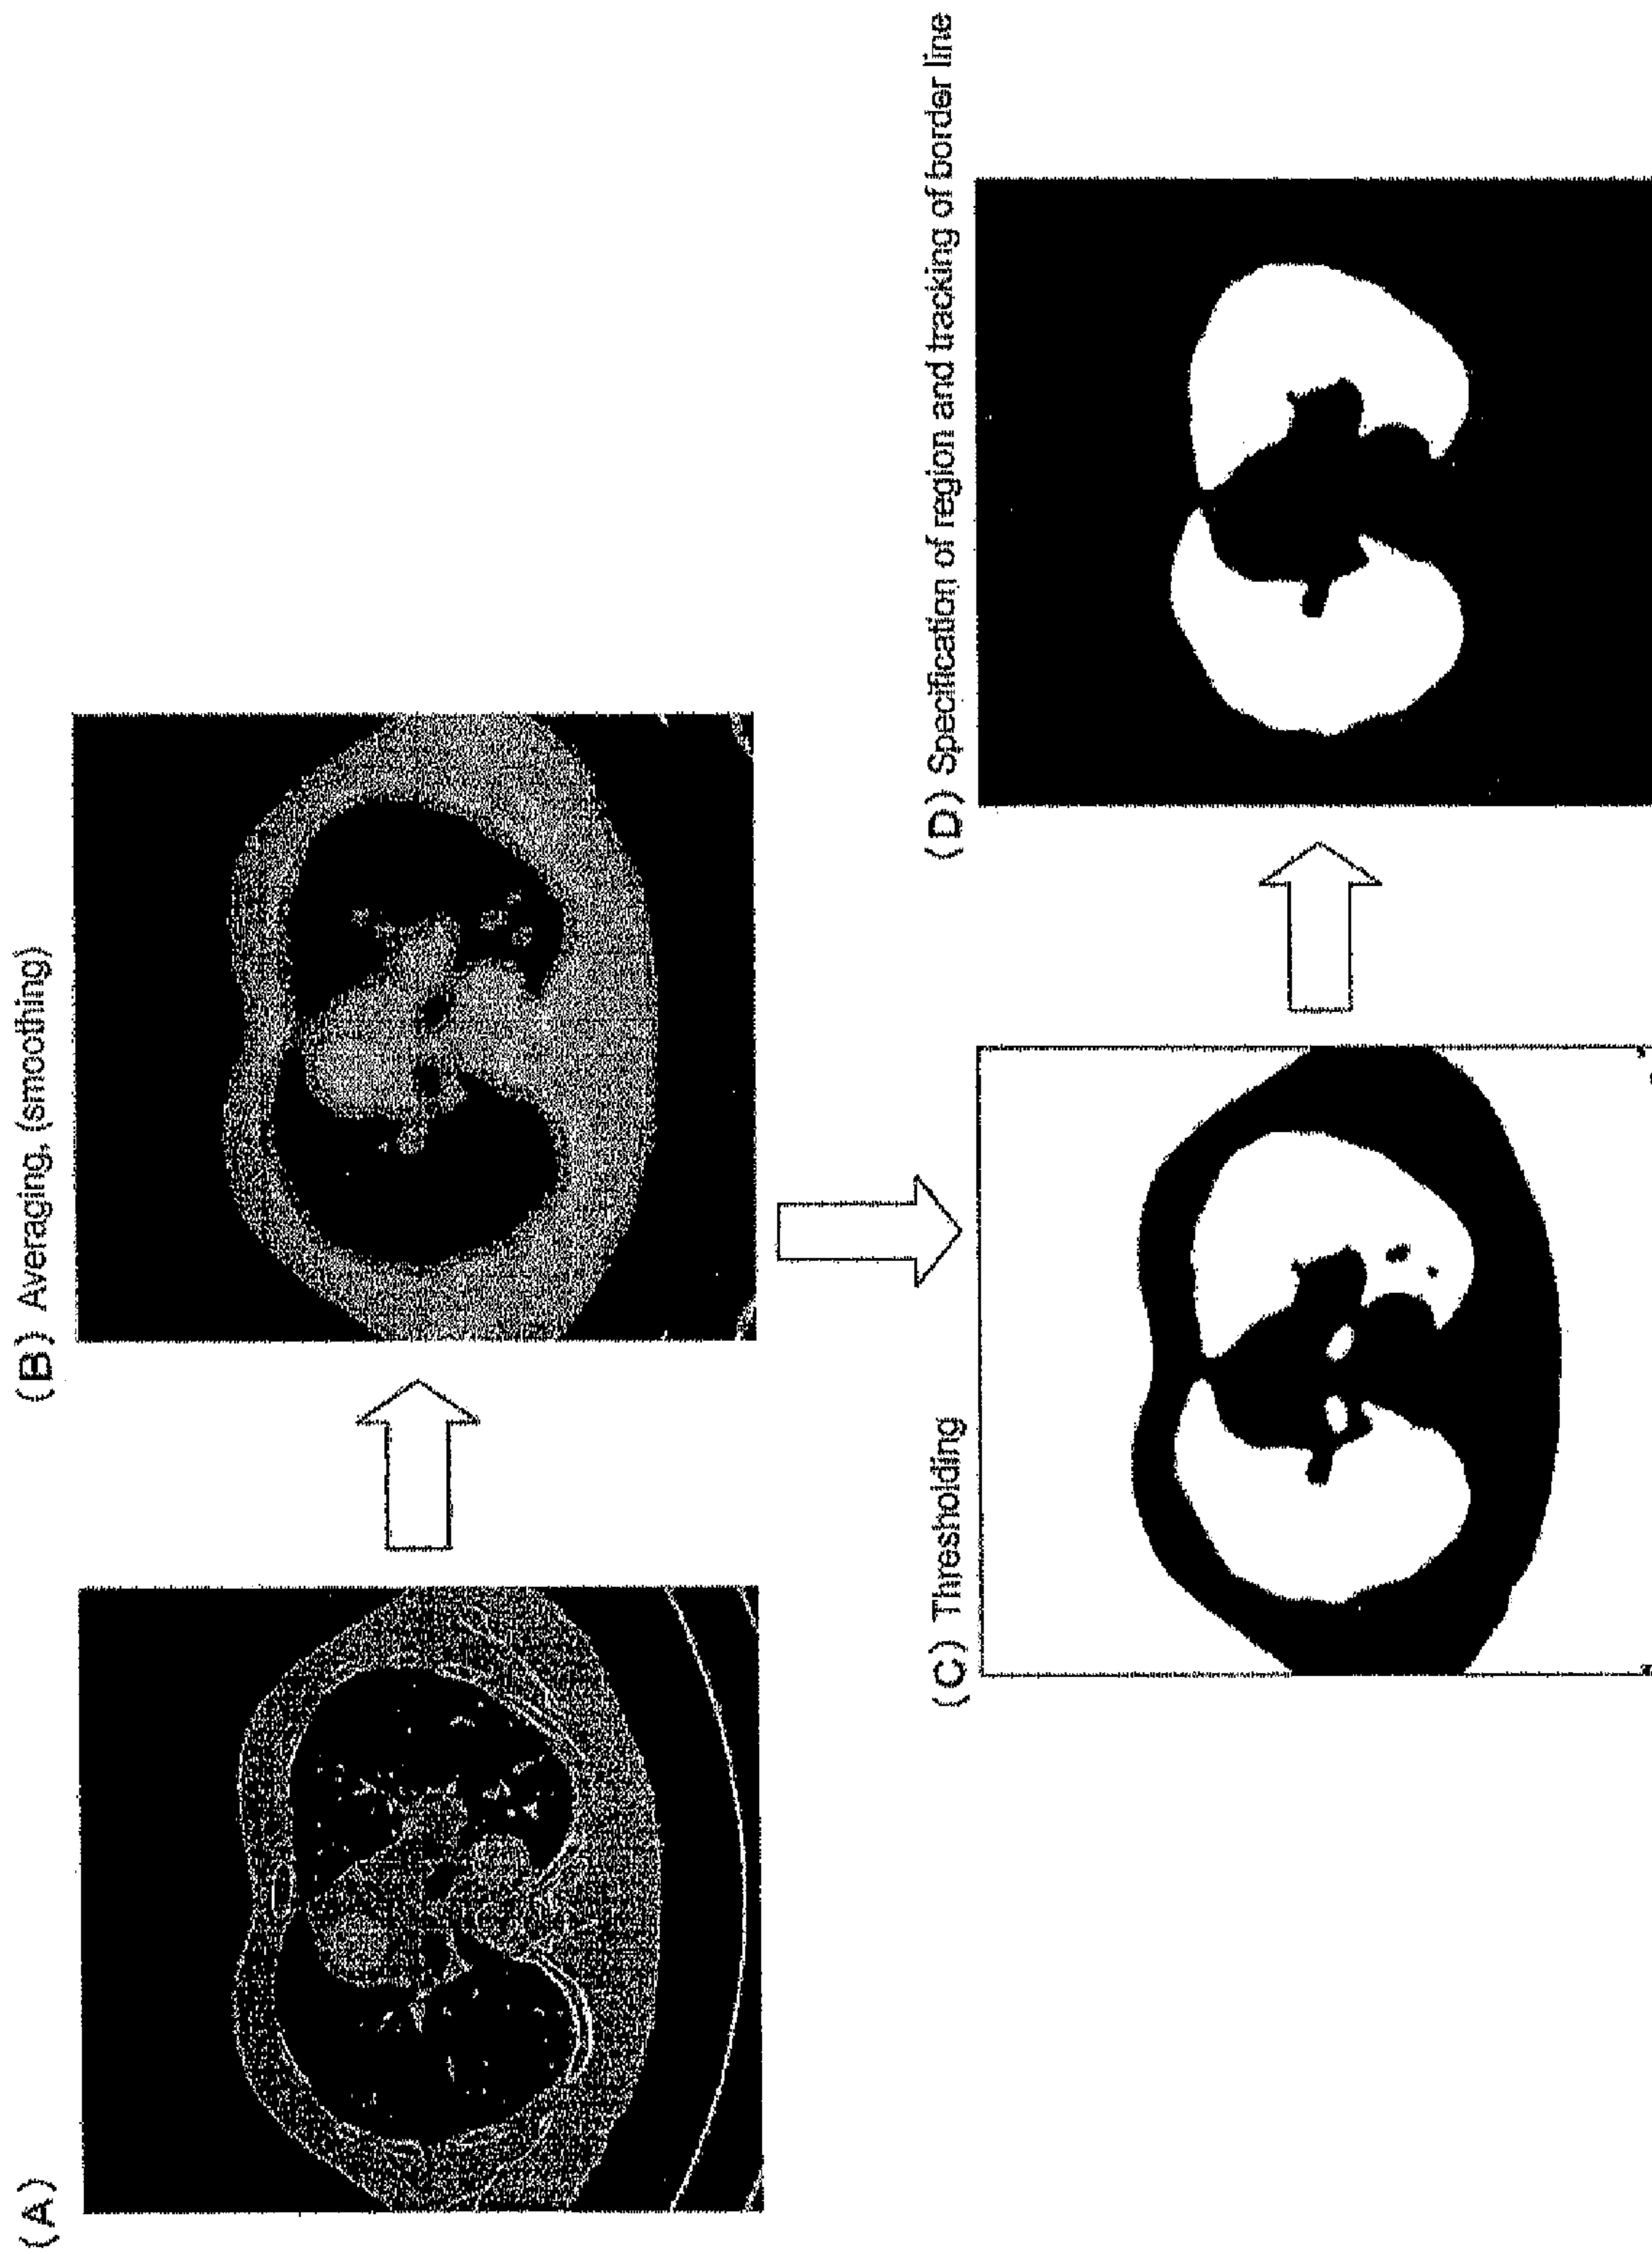 (A)
(B) Averaging, (smoothing)
(C) Thresholding
(D) Specification of region and tracking of border line